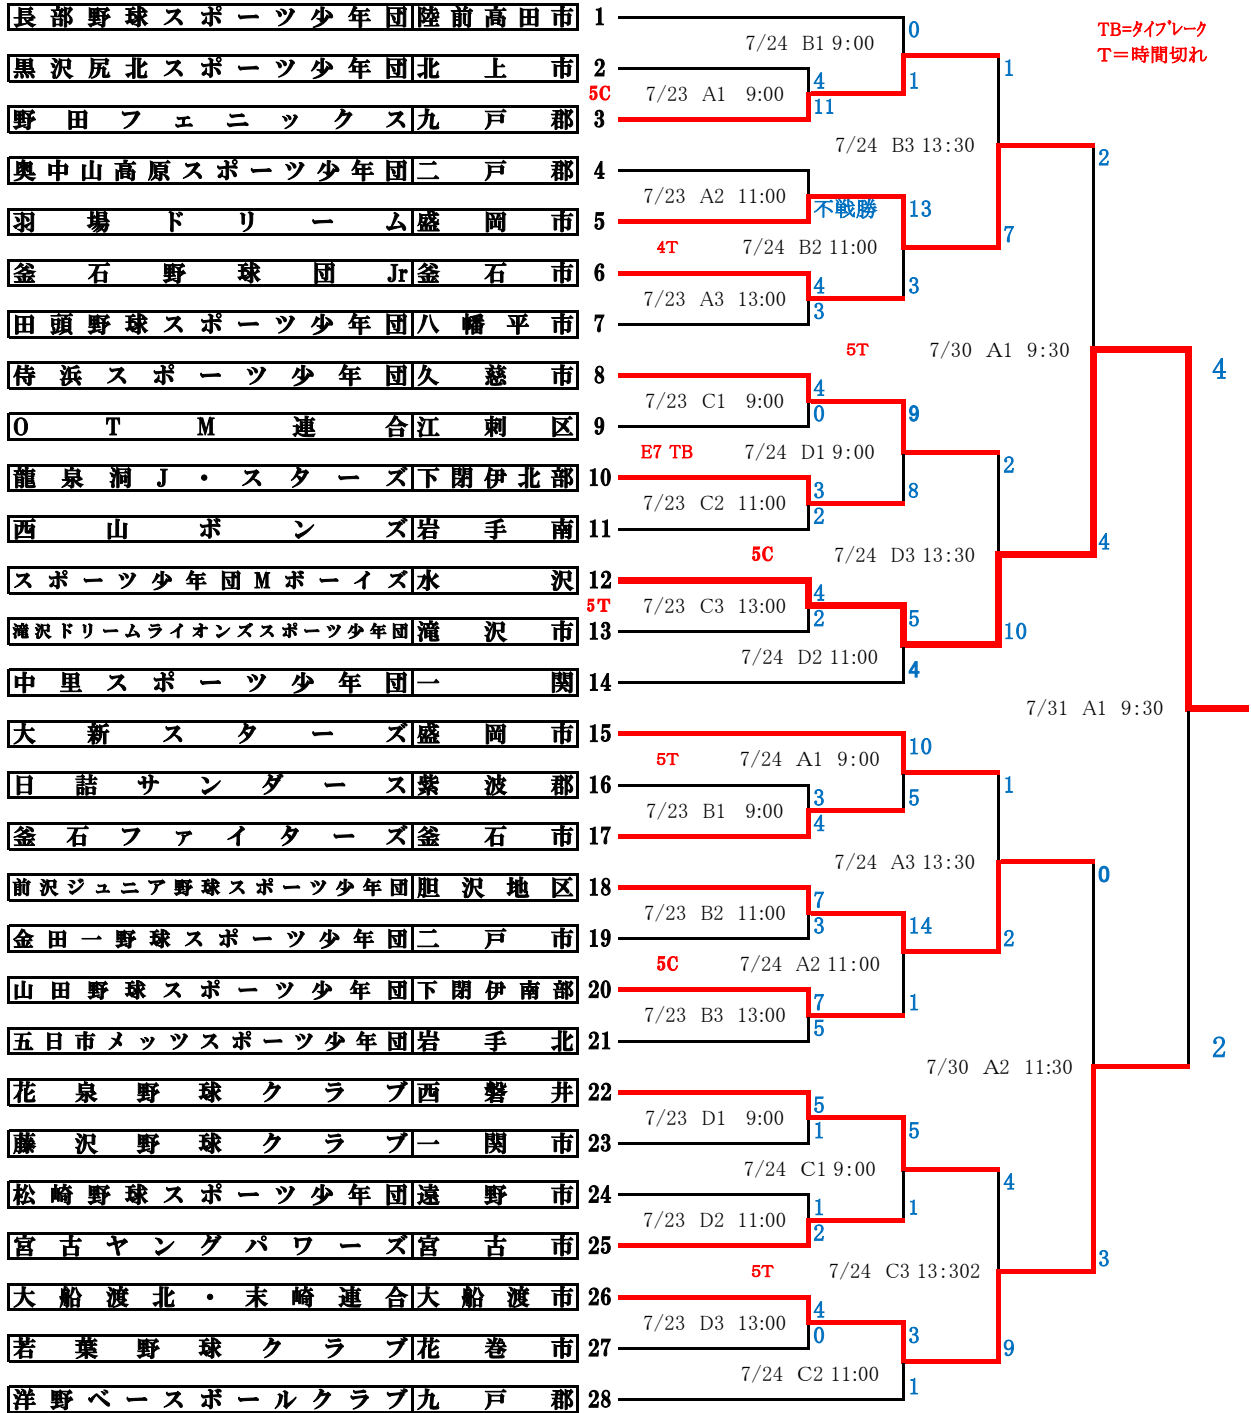 長部野球スポーツ少年団 陸前高田市 1
0
TB=タイブレーク
7/24 B1 9:00
T=時間切れ
黒沢尻北スポーツ少年団 北上市 2
4
1
1
5C
7/23 A1 9:00
11
野田フェニックス 九戸郡 3
7/24 B3 13:30
2
奥中山高原スポーツ少年団 二戸郡 4
7/23 A2 11:00
不戦勝
13
羽場ドリーム 盛岡市 5
7
4T
7/24 B2 11:00
釜石野球団Jr 釜石市 6
4
3
7/23 A3 13:00
3
田頭野球スポーツ少年団 八幡平市 7
5T
7/30 A1 9:30
4
侍浜スポーツ少年団 久慈市 8
4
7/23 C1 9:00
0
9
OTM連合 江刺区 9
E7 TB
7/24 D1 9:00
2
龍泉洞J・スターズ 下閉伊北部 10
3
8
7/23 C2 11:00
2
西山ボンズ 岩手南 11
4
5C
7/24 D3 13:30
スポーツ少年団Mボーイズ 水沢 12
4
5T
7/23 C3 13:00
2
5
滝沢ドリームライオンズスポーツ少年団 滝沢市 13
10
7/24 D2 11:00
4
中里スポーツ少年団 一関 14
7/31 A1 9:30
大新スターズ 盛岡市 15
10
5T
7/24 A1 9:00
日詰サンダース 紫波郡 16
3
5
1
7/23 B1 9:00
4
釜石ファイターズ 釜石市 17
7/24 A3 13:30
0
前沢ジュニア野球スポーツ少年団 胆沢地区 18
7
7/23 B2 11:00
3
14
金田一野球スポーツ少年団 二戸市 19
2
5C
7/24 A2 11:00
山田野球スポーツ少年団 下閉伊南部 20
7
1
7/23 B3 13:00
5
五日市メッツスポーツ少年団 岩手北 21
2
7/30 A2 11:30
花泉野球クラブ 西磐井 22
5
7/23 D1 9:00
1
5
藤沢野球クラブ 一関市 23
7/24 C1 9:00
4
松崎野球スポーツ少年団 遠野市 24
1
1
7/23 D2 11:00
2
宮古ヤングパワーズ 宮古市 25
3
5T
7/24 C3 13:302
大船渡北・末崎連合 大船渡市 26
4
7/23 D3 13:00
0
3
若葉野球クラブ 花巻市 27
9
7/24 C2 11:00
1
洋野ベースボールクラブ 九戸郡 28